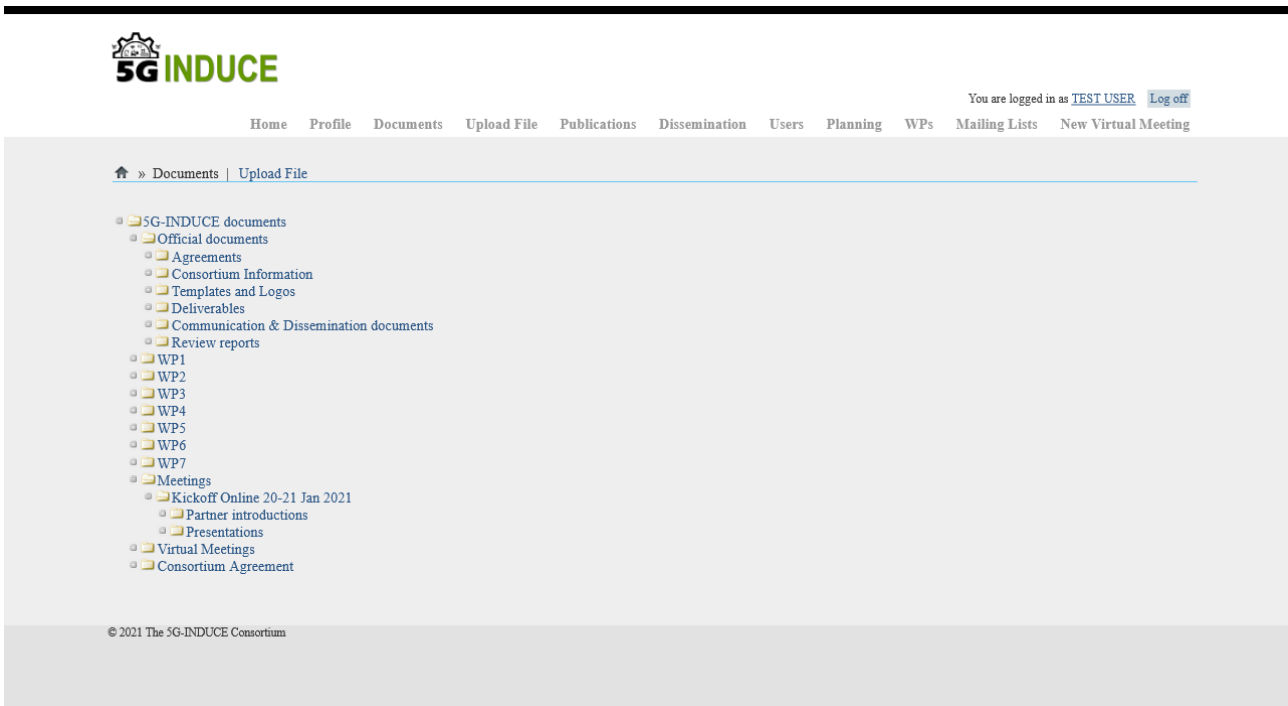 5G INDUCE
You are logged in as TEST USER Log off
Home Profile Documents Upload File Publications Dissemination Users Planning WPs Mailing Lists New Virtual Meeting
» Documents | Upload File
5G-INDUCE documents
Official documents
Agreements
Consortium Information
Templates and Logos
Deliverables
Communication & Dissemination documents
Review reports
WP1
WP2
WP3
WP4
WP5
WP6
WP7
Meetings
Kickoff Online 20-21 Jan 2021
Partner introductions
Presentations
Virtual Meetings
Consortium Agreement
© 2021 The 5G-INDUCE Consortium